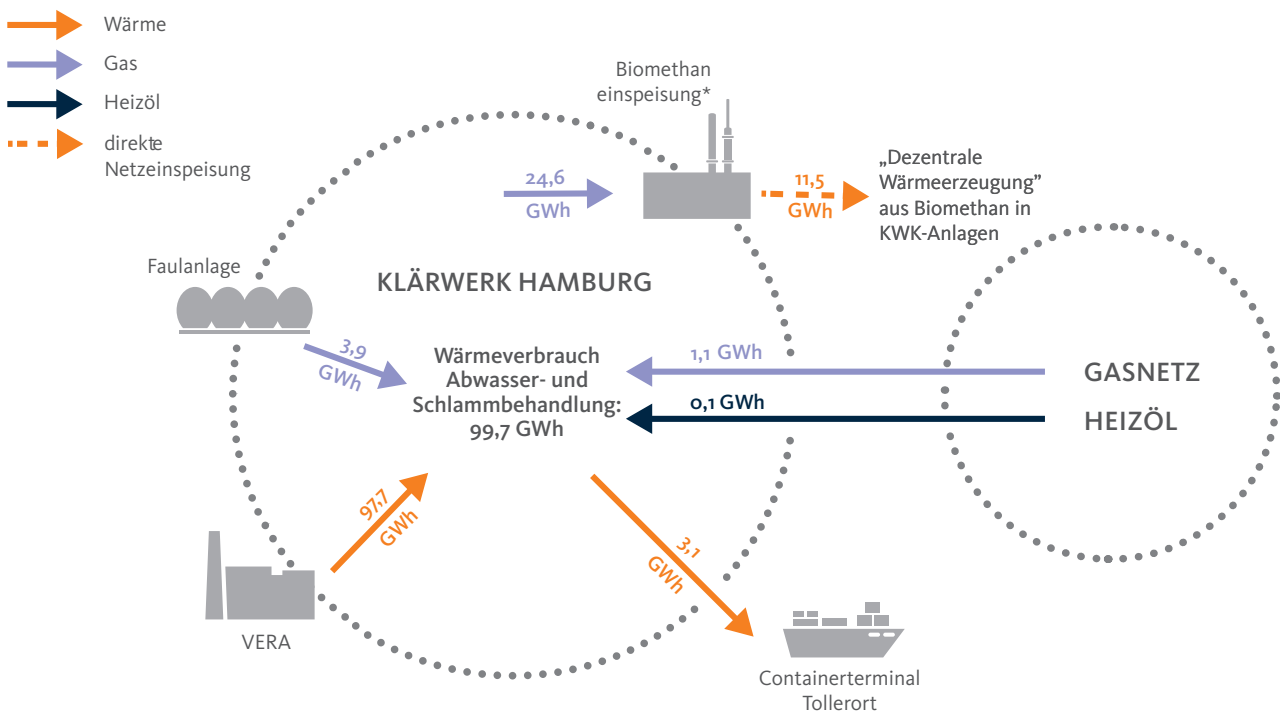 Wärme
Gas
Heizöl
direkte
Netzeinspeisung
Biomethan
einspeisung*
24,6
GWh
11,5
GWh
„Dezentrale
Wärmeerzeugung”
aus Biomethan in
KWK-Anlagen
Faulanlage
KLÄRWERK HAMBURG
3,9
GWh
Wärmeverbrauch
Abwasser- und
Schlammbehandlung:
99,7 GWh
1,1 GWh
0,1 GWh
GASNETZ
HEIZÖL
97,7
GWh
3,1
GWh
VERA
Containerterminal
Tollerort